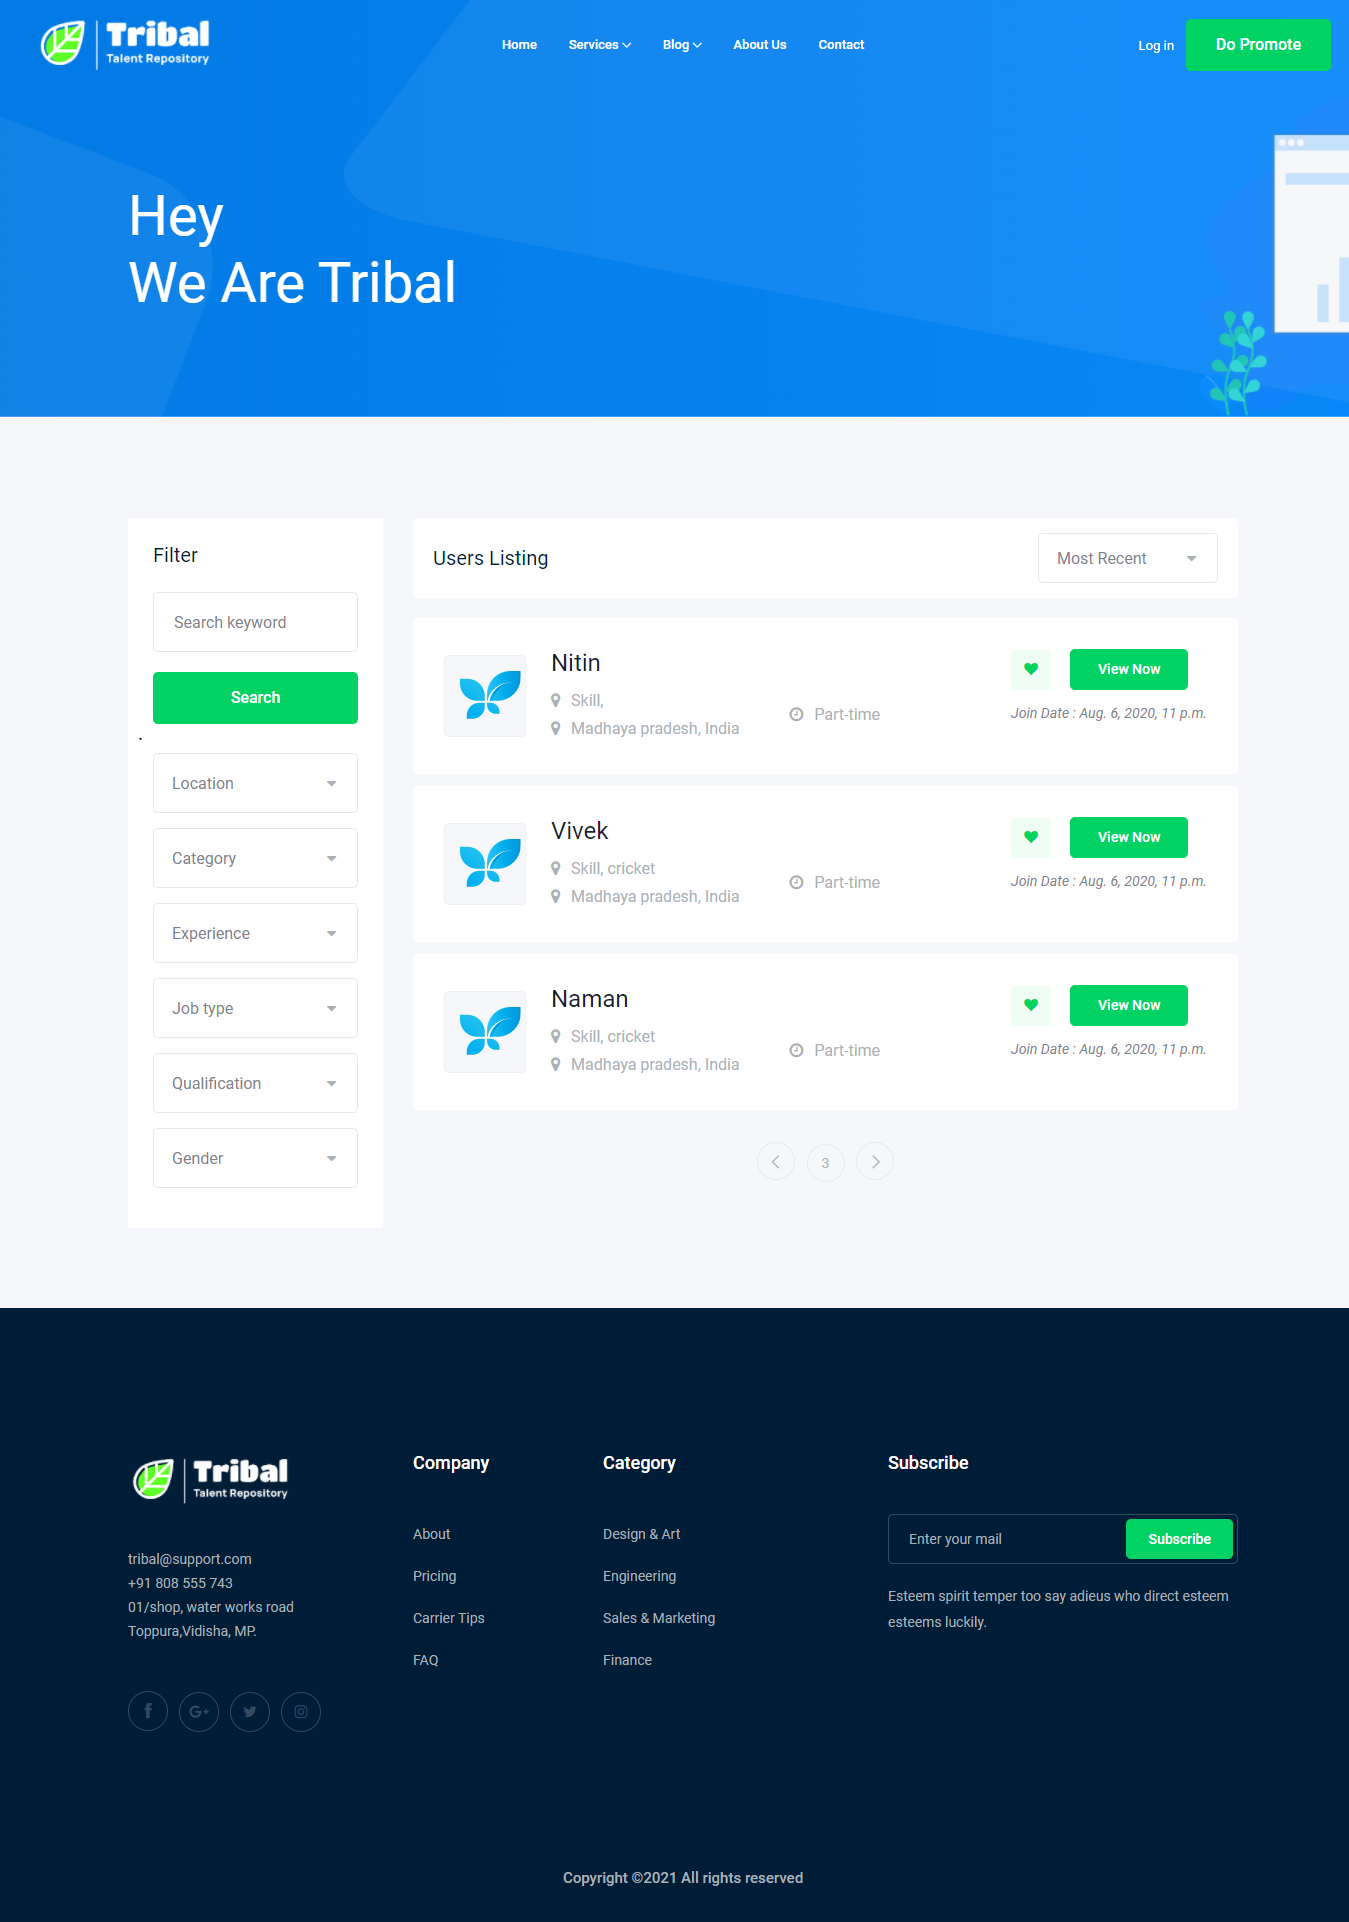 Tribal
Talent Repository
Home Services Blog About Us Contact
Log in
Do Promote
Hey
We Are Tribal
Filter
Search keyword
Search
.
Location
Category
Experience
Job type
Qualification
Gender
Users Listing
Most Recent
Nitin
Skill,
Madhaya pradesh, India
Part-time
View Now
Join Date : Aug. 6, 2020, 11 p.m.
Vivek
Skill, cricket
Madhaya pradesh, India
Part-time
View Now
Join Date : Aug. 6, 2020, 11 p.m.
Naman
Skill, cricket
Madhaya pradesh, India
Part-time
View Now
Join Date : Aug. 6, 2020, 11 p.m.
3
Tribal
Talent Repository
tribal@support.com
+91 808 555 743
01/shop, water works road
Toppura,Vidisha, MP.
Company
About
Pricing
Carrier Tips
FAQ
Category
Design & Art
Engineering
Sales & Marketing
Finance
Subscribe
Enter your mail
Subscribe
Esteem spirit temper too say adieus who direct esteem
esteems luckily.
Copyright ©2021 All rights reserved